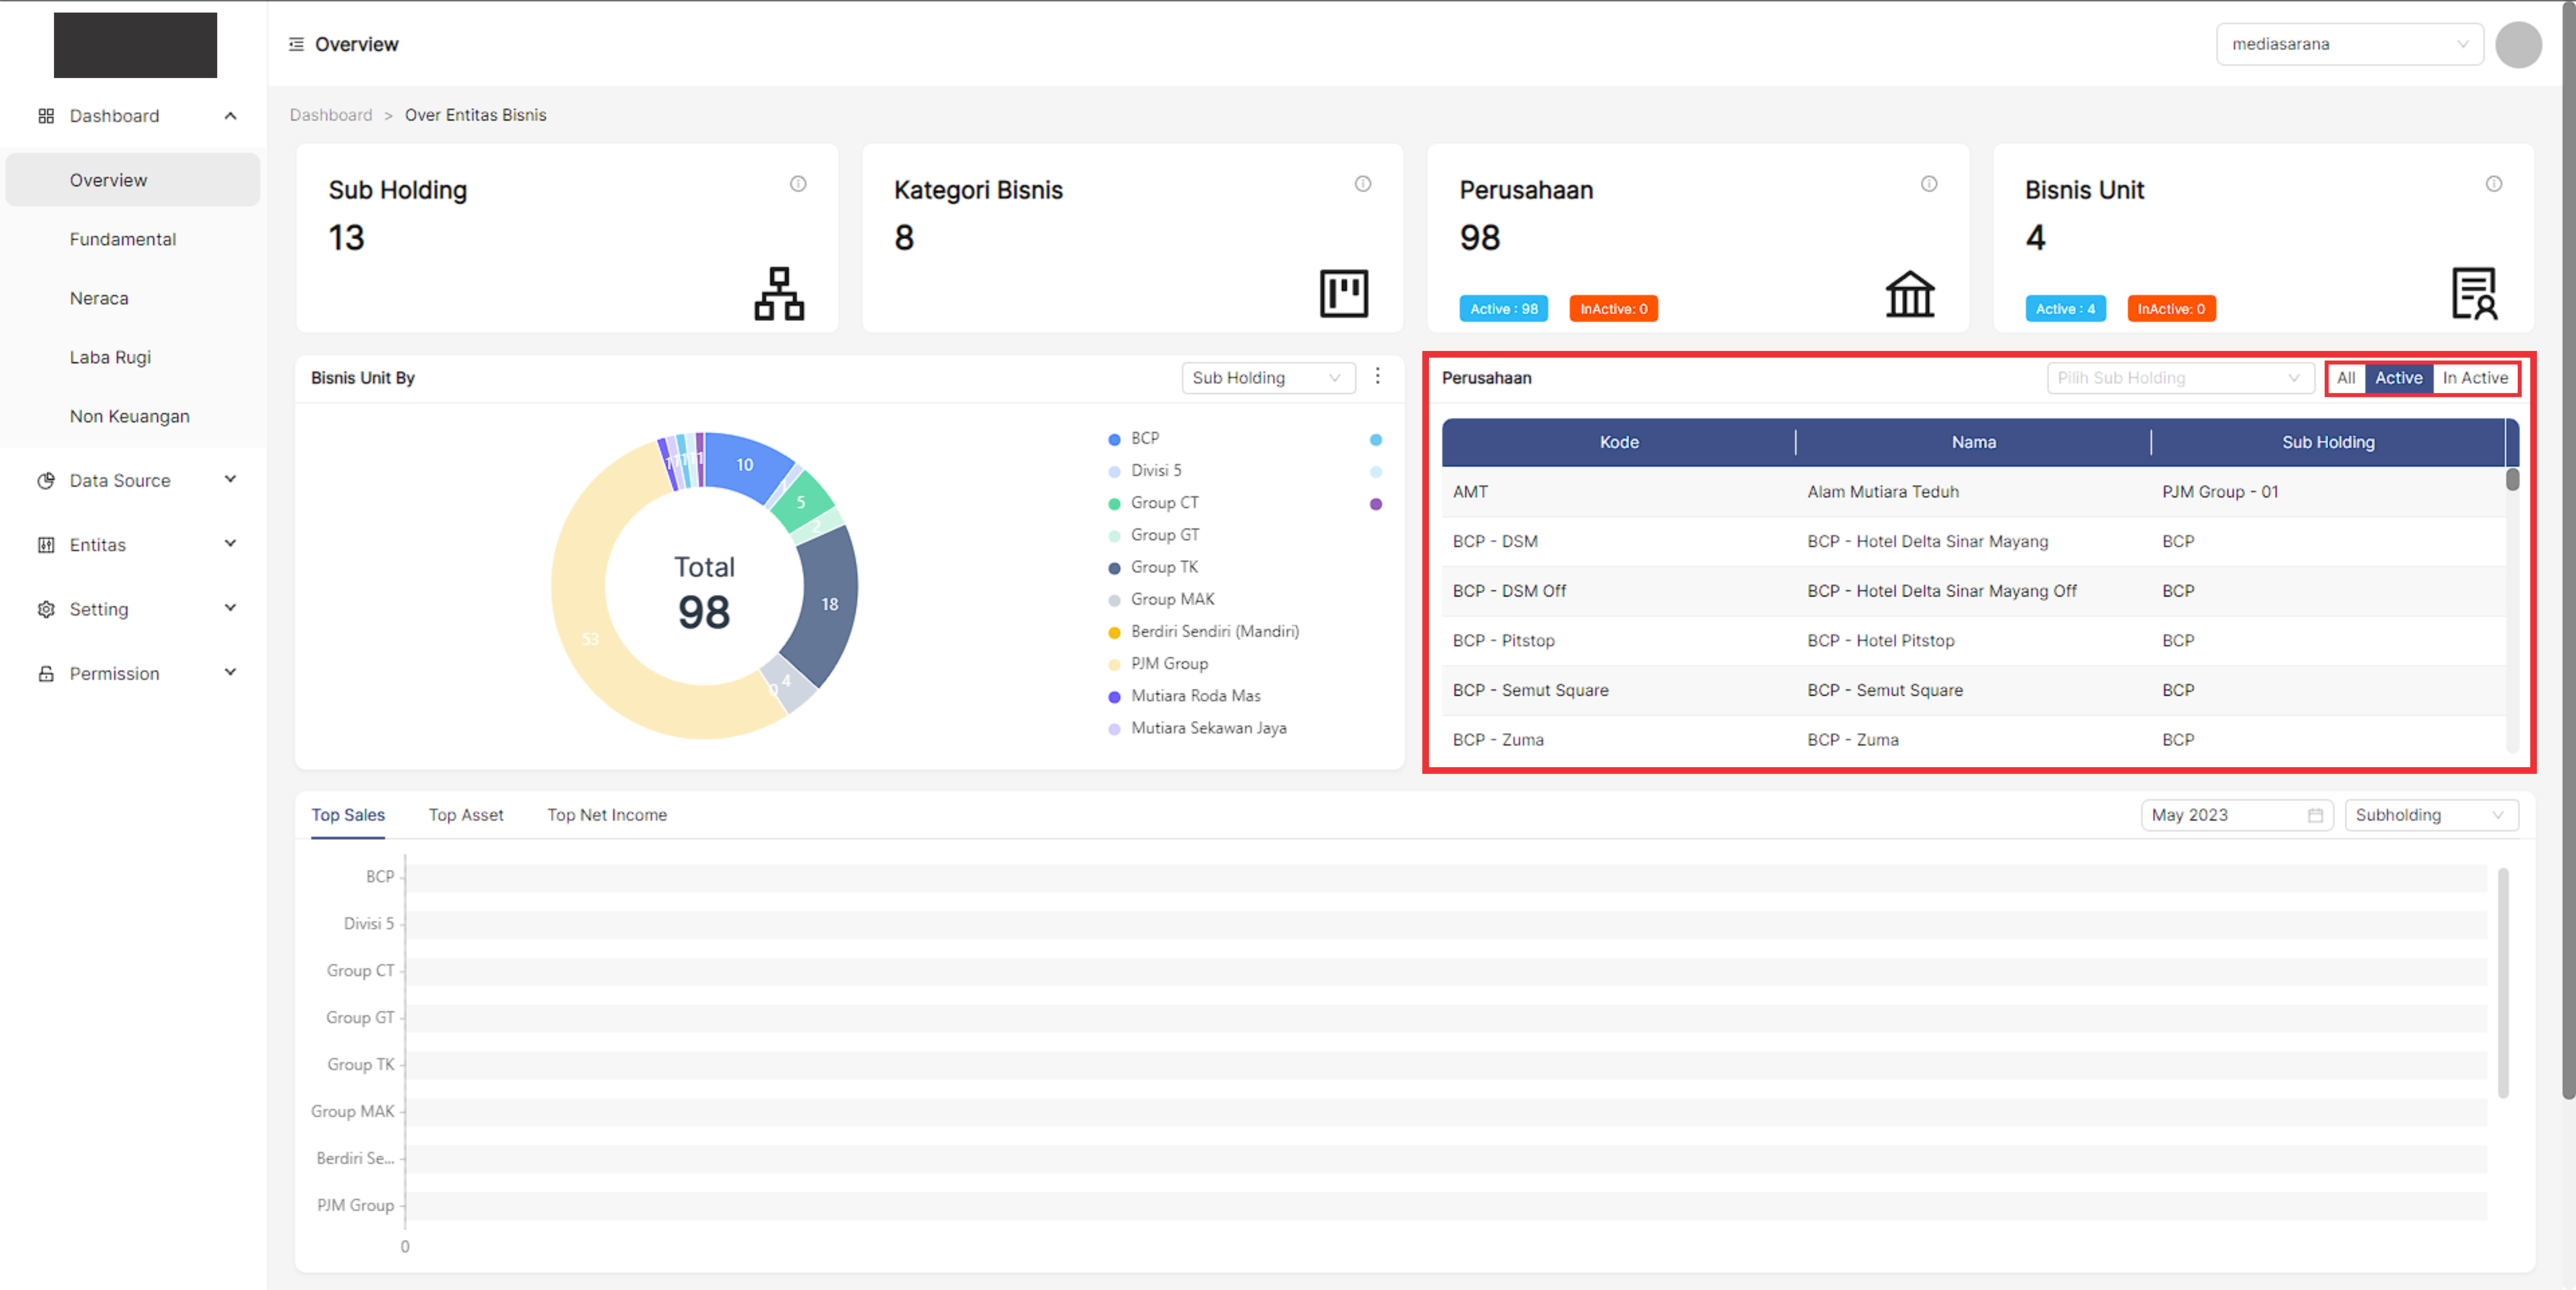 Overview
mediasarana
Dashboard
Overview
Fundamental
Neraca
Laba Rugi
Non Keuangan
Data Source
Entitas
Setting
Permission
Dashboard > Over Entitas Bisnis
Sub Holding
13
Kategori Bisnis
8
Perusahaan
98
Active : 98 InActive: 0
Bisnis Unit
4
Active : 4 InActive: 0
Bisnis Unit By
Sub Holding
10
5
2
18
4
0
53
1
1
1
1
1
Total
98
BCP
Divisi 5
Group CT
Group GT
Group TK
Group MAK
Berdiri Sendiri (Mandiri)
PJM Group
Mutiara Roda Mas
Mutiara Sekawan Jaya
Perusahaan
Pilih Sub Holding
All Active In Active
Kode Nama Sub Holding
AMT Alam Mutiara Teduh PJM Group - 01
BCP - DSM BCP - Hotel Delta Sinar Mayang BCP
BCP - DSM Off BCP - Hotel Delta Sinar Mayang Off BCP
BCP - Pitstop BCP - Hotel Pitstop BCP
BCP - Semut Square BCP - Semut Square BCP
BCP - Zuma BCP - Zuma BCP
Top Sales Top Asset Top Net Income
May 2023
Subholding
BCP
Divisi 5
Group CT
Group GT
Group TK
Group MAK
Berdiri Se...
PJM Group
0